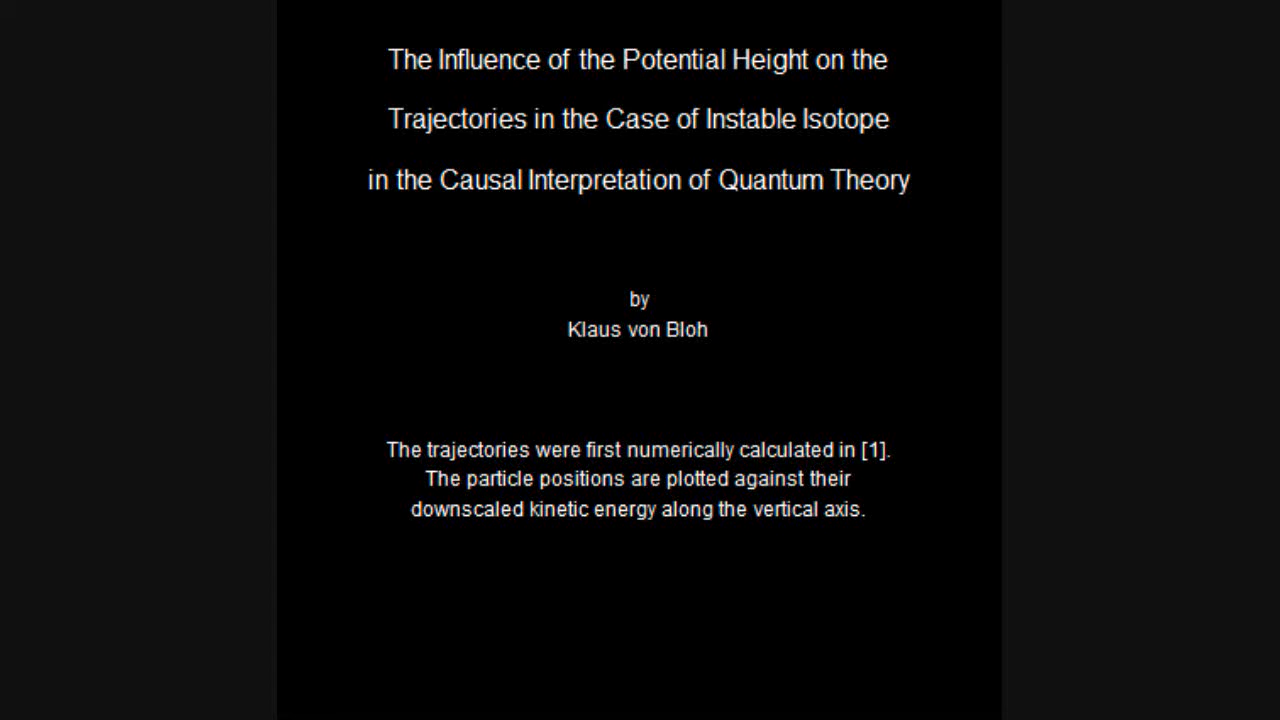 The Influence of the Potential Height on the
Trajectories in the Case of Instable Isotope
in the Causal Interpretation of Quantum Theory
by
Klaus von Bloh
The trajectories were first numerically calculated in [1].
The particle positions are plotted against their
downscaled kinetic energy along the vertical axis.